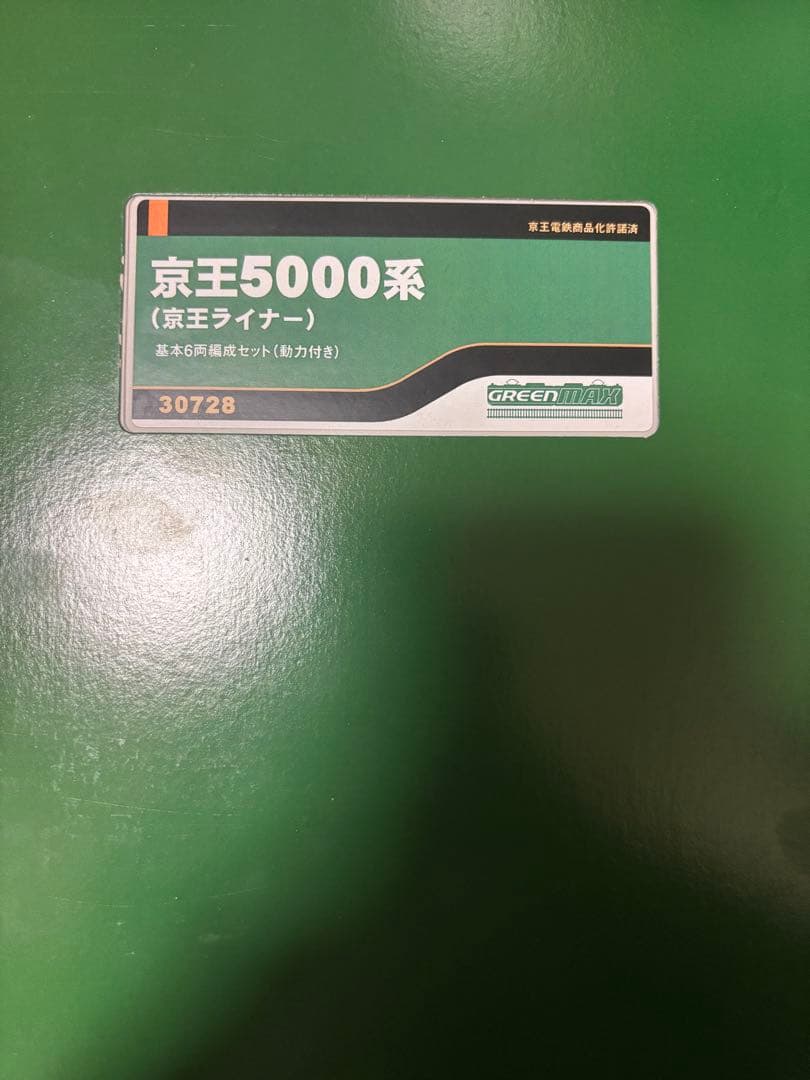 京王電鉄商品化許諾済
京王5000系
(京王ライナー)
基本6両編成セット(動力付き)
30728
GREENMAX